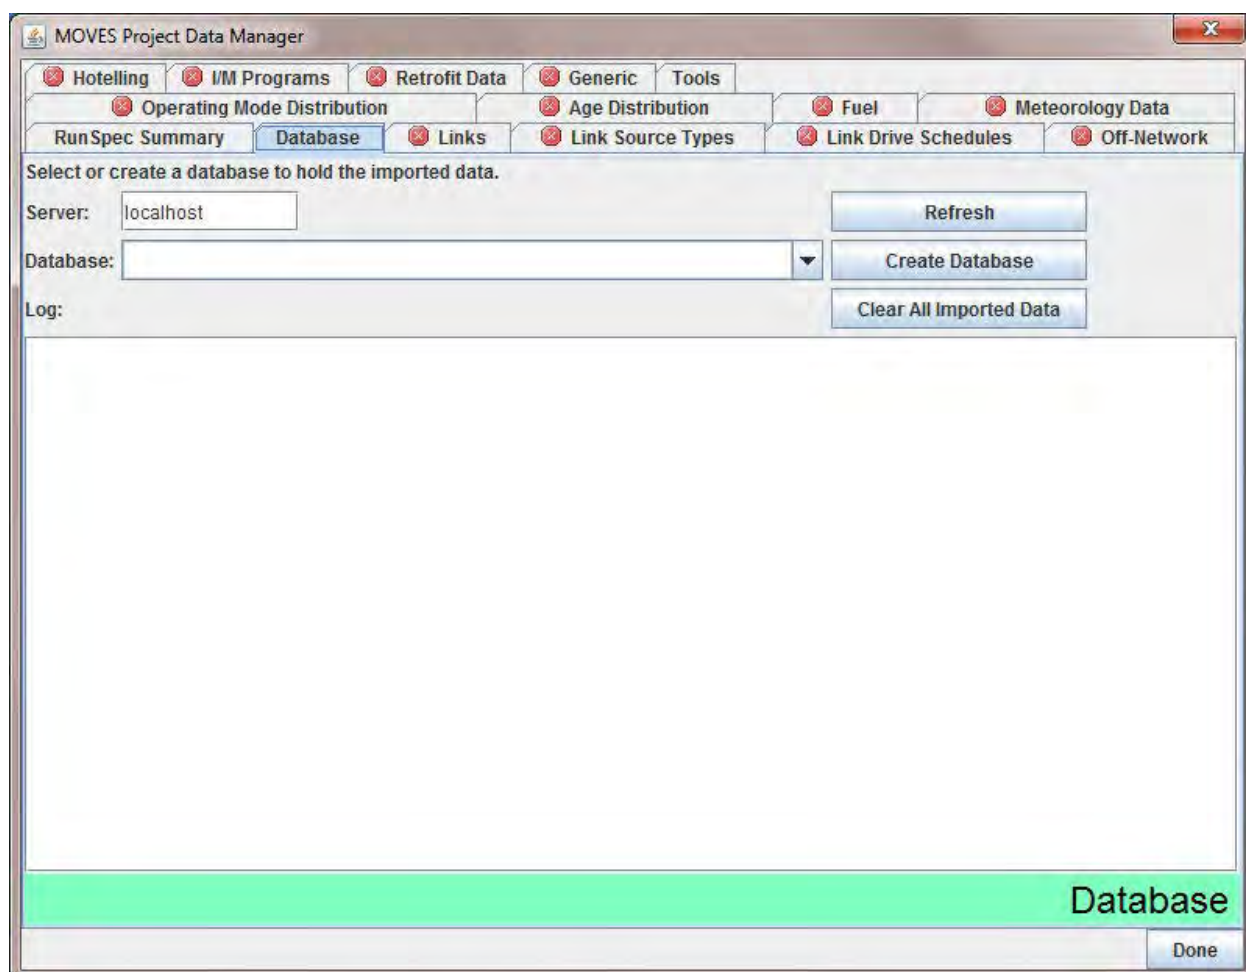 MOVES Project Data Manager
Hotelling I/M Programs Retrofit Data Generic Tools
Operating Mode Distribution Age Distribution Fuel Meteorology Data
RunSpec Summary Database Links Link Source Types Link Drive Schedules Off-Network
Select or create a database to hold the imported data.
Server: localhost Refresh
Database: Create Database
Log: Clear All Imported Data
Database
Done